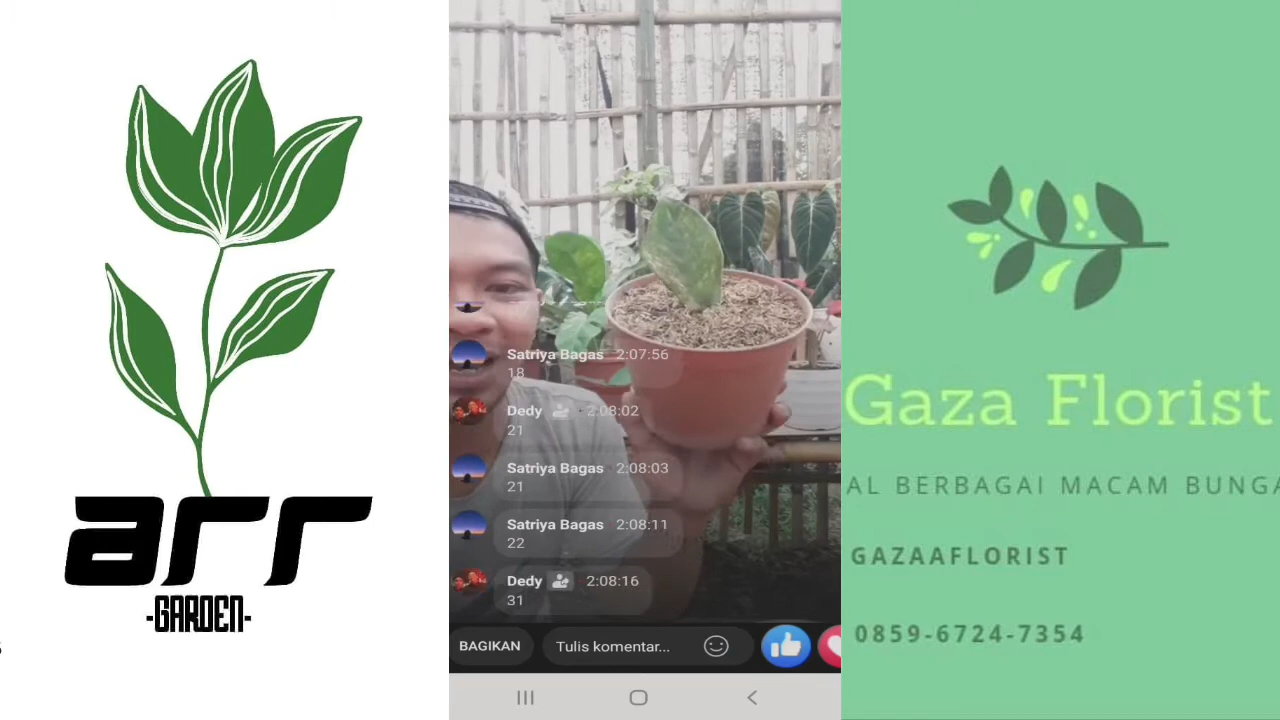 arr
-GARDEN-
Satriya Bagas 2:07:56
18
Dedy 2:08:02
21
Satriya Bagas 2:08:03
21
Satriya Bagas 2:08:11
22
Dedy 2:08:16
31
BAGIKAN Tulis komentar...
Gaza Florist
AL BERBAGAI MACAM BUNGA
GAZAAFLORIST
0859-6724-7354